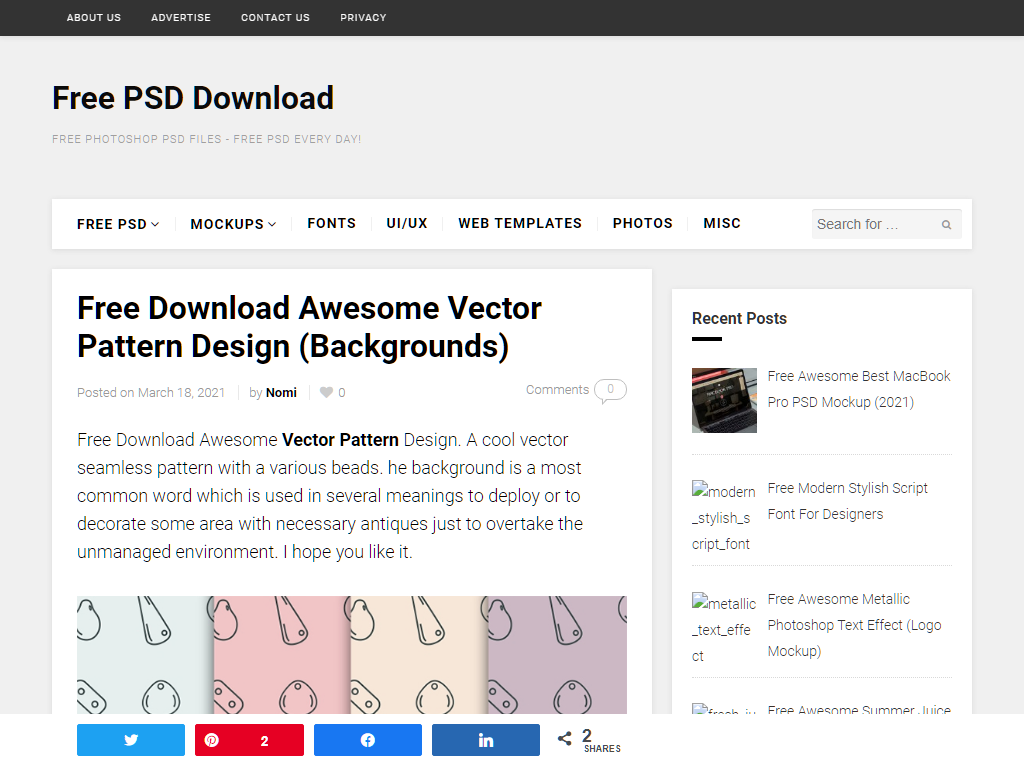 ABOUT US ADVERTISE CONTACT US PRIVACY
Free PSD Download
FREE PHOTOSHOP PSD FILES - FREE PSD EVERY DAY!
FREE PSD MOCKUPS FONTS UI/UX WEB TEMPLATES PHOTOS MISC Search for ...
Free Download Awesome Vector
Pattern Design (Backgrounds)
Posted on March 18, 2021 by Nomi 0 Comments 0
Free Download Awesome Vector Pattern Design. A cool vector
seamless pattern with a various beads. he background is a most
common word which is used in several meanings to deploy or to
decorate some area with necessary antiques just to overtake the
unmanaged environment. I hope you like it.
Recent Posts
Free Awesome Best MacBook
Pro PSD Mockup (2021)
modern
_stylish_s
cript_font
Free Modern Stylish Script
Font For Designers
metallic
_text_effe
ct
Free Awesome Metallic
Photoshop Text Effect (Logo
Mockup)
Free Awesome Summer Juice
2
2
SHARES